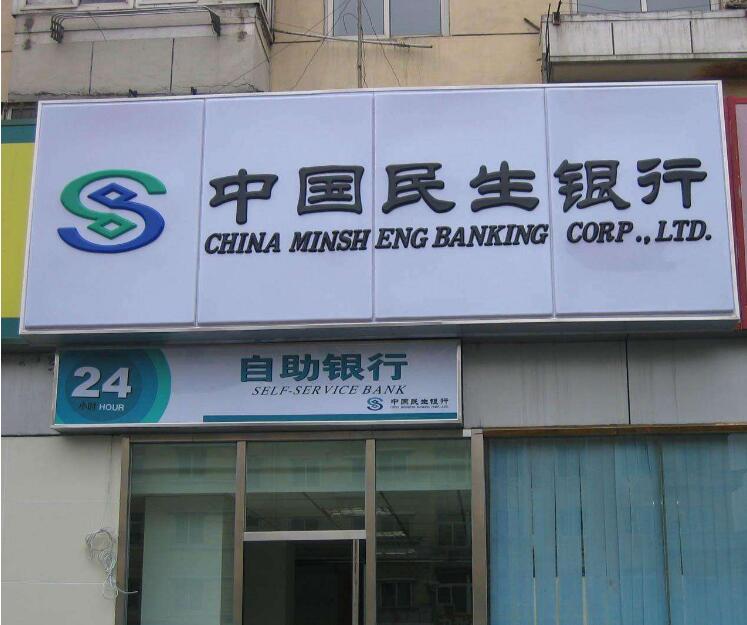 中国民生银行
CHINA MINSH ENG BANKING CORP., LTD.
24
小时 HOUR
自助银行
SELF-SERVICE BANK
中国民生银行